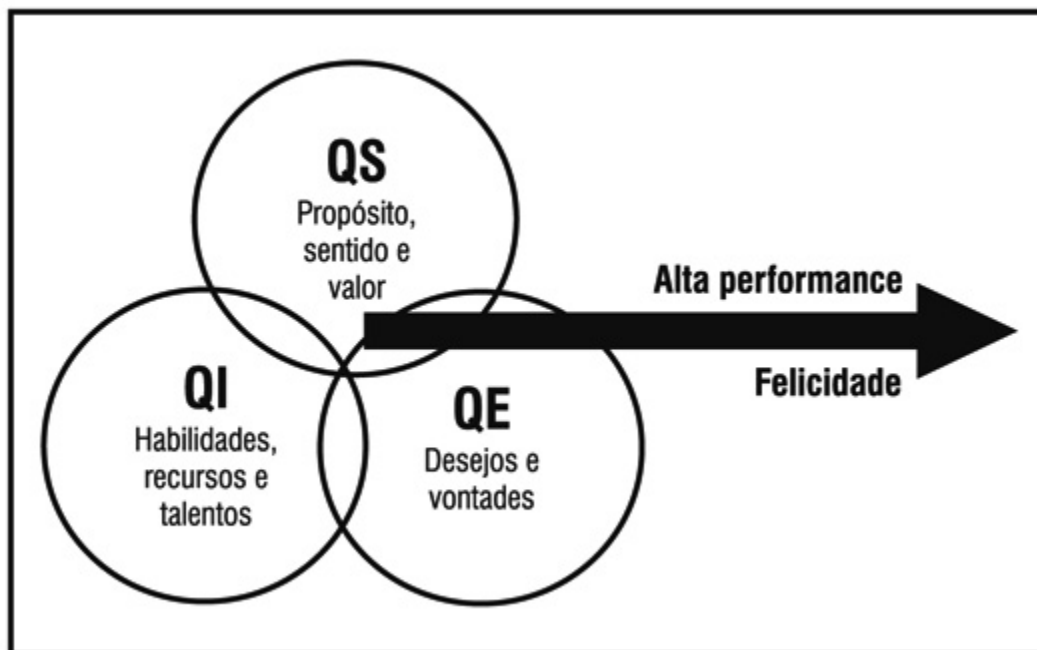 QS
Propósito,
sentido e
valor
Alta performance
Felicidade
QI
Habilidades,
recursos e
talentos
QE
Desejos e
vontades